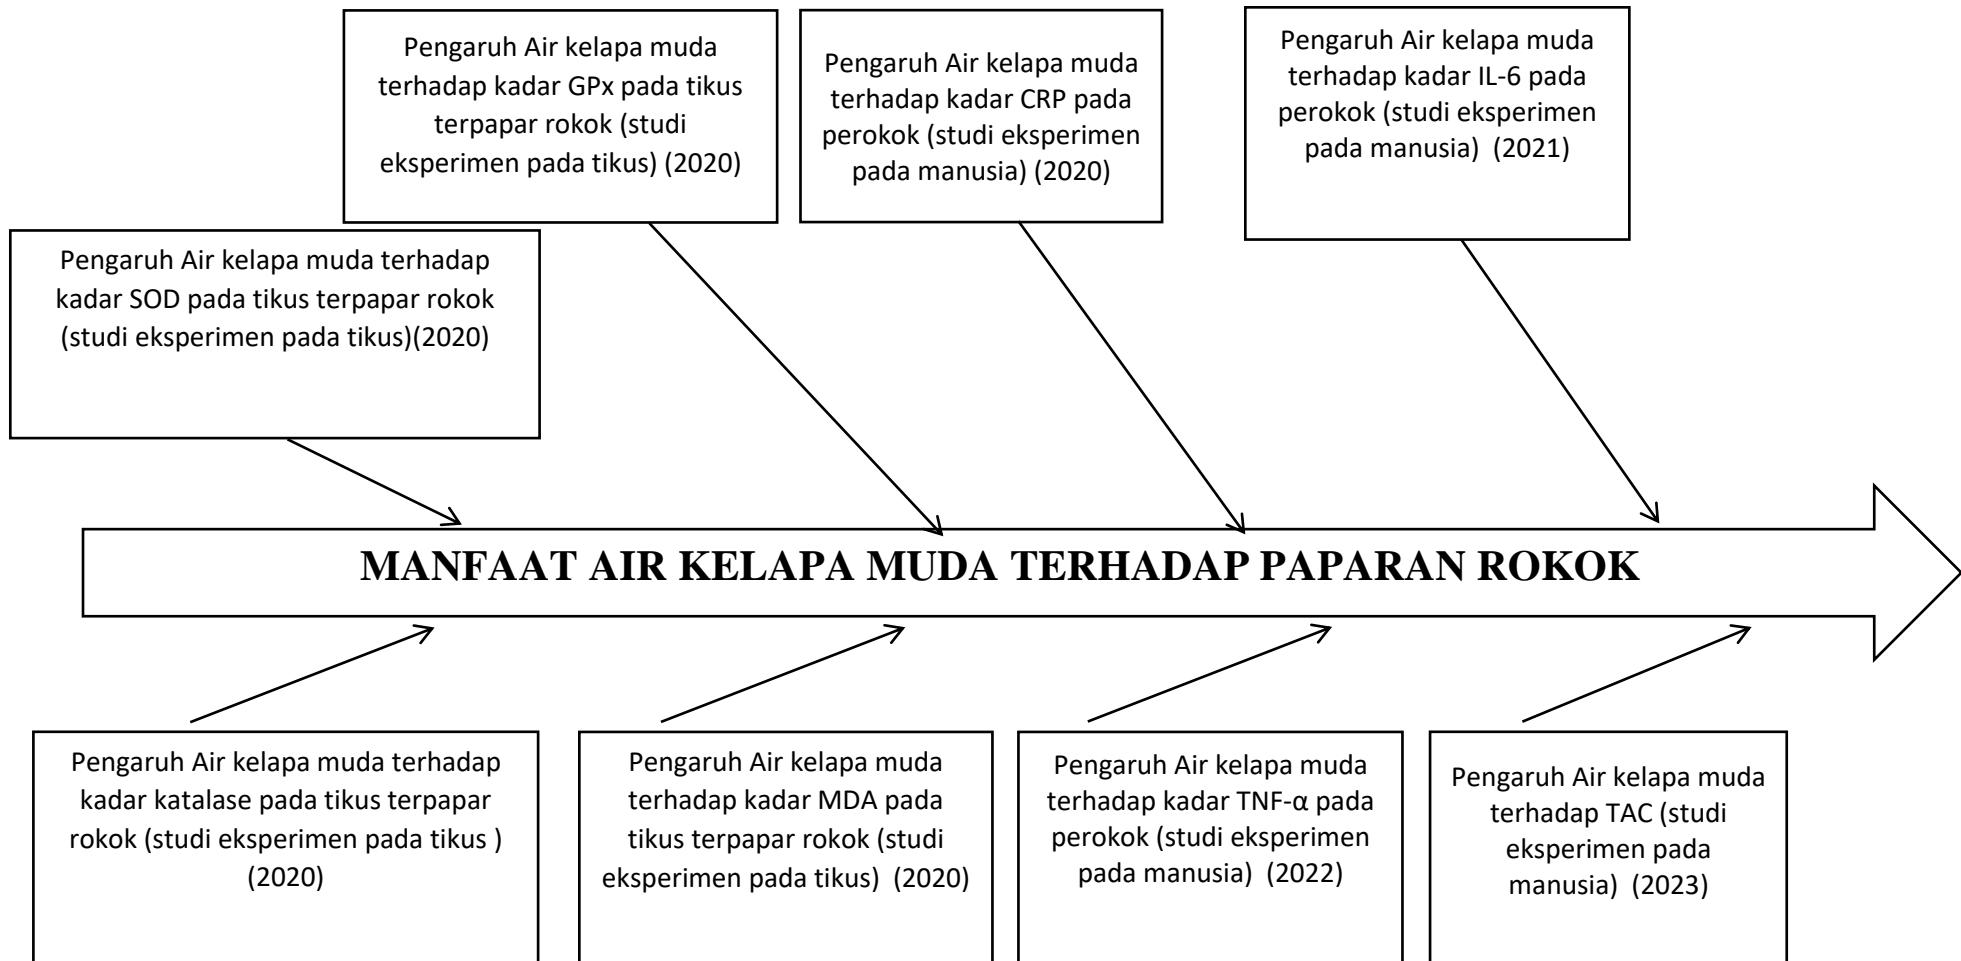 Pengaruh Air kelapa muda
terhadap kadar GPx pada tikus
terpapar rokok (studi
eksperimen pada tikus) (2020)
Pengaruh Air kelapa muda
terhadap kadar CRP pada
perokok (studi eksperimen
pada manusia) (2020)
Pengaruh Air kelapa muda
terhadap kadar IL-6 pada
perokok (studi eksperimen
pada manusia)  (2021)
Pengaruh Air kelapa muda terhadap
kadar SOD pada tikus terpapar rokok
(studi eksperimen pada tikus)(2020)
MANFAAT AIR KELAPA MUDA TERHADAP PAPARAN ROKOK
Pengaruh Air kelapa muda terhadap
kadar katalase pada tikus terpapar
rokok (studi eksperimen pada tikus )
(2020)
Pengaruh Air kelapa muda
terhadap kadar MDA pada
tikus terpapar rokok (studi
eksperimen pada tikus)  (2020)
Pengaruh Air kelapa muda
terhadap kadar TNF-α pada
perokok (studi eksperimen
pada manusia)  (2022)
Pengaruh Air kelapa muda
terhadap TAC (studi
eksperimen pada
manusia)  (2023)